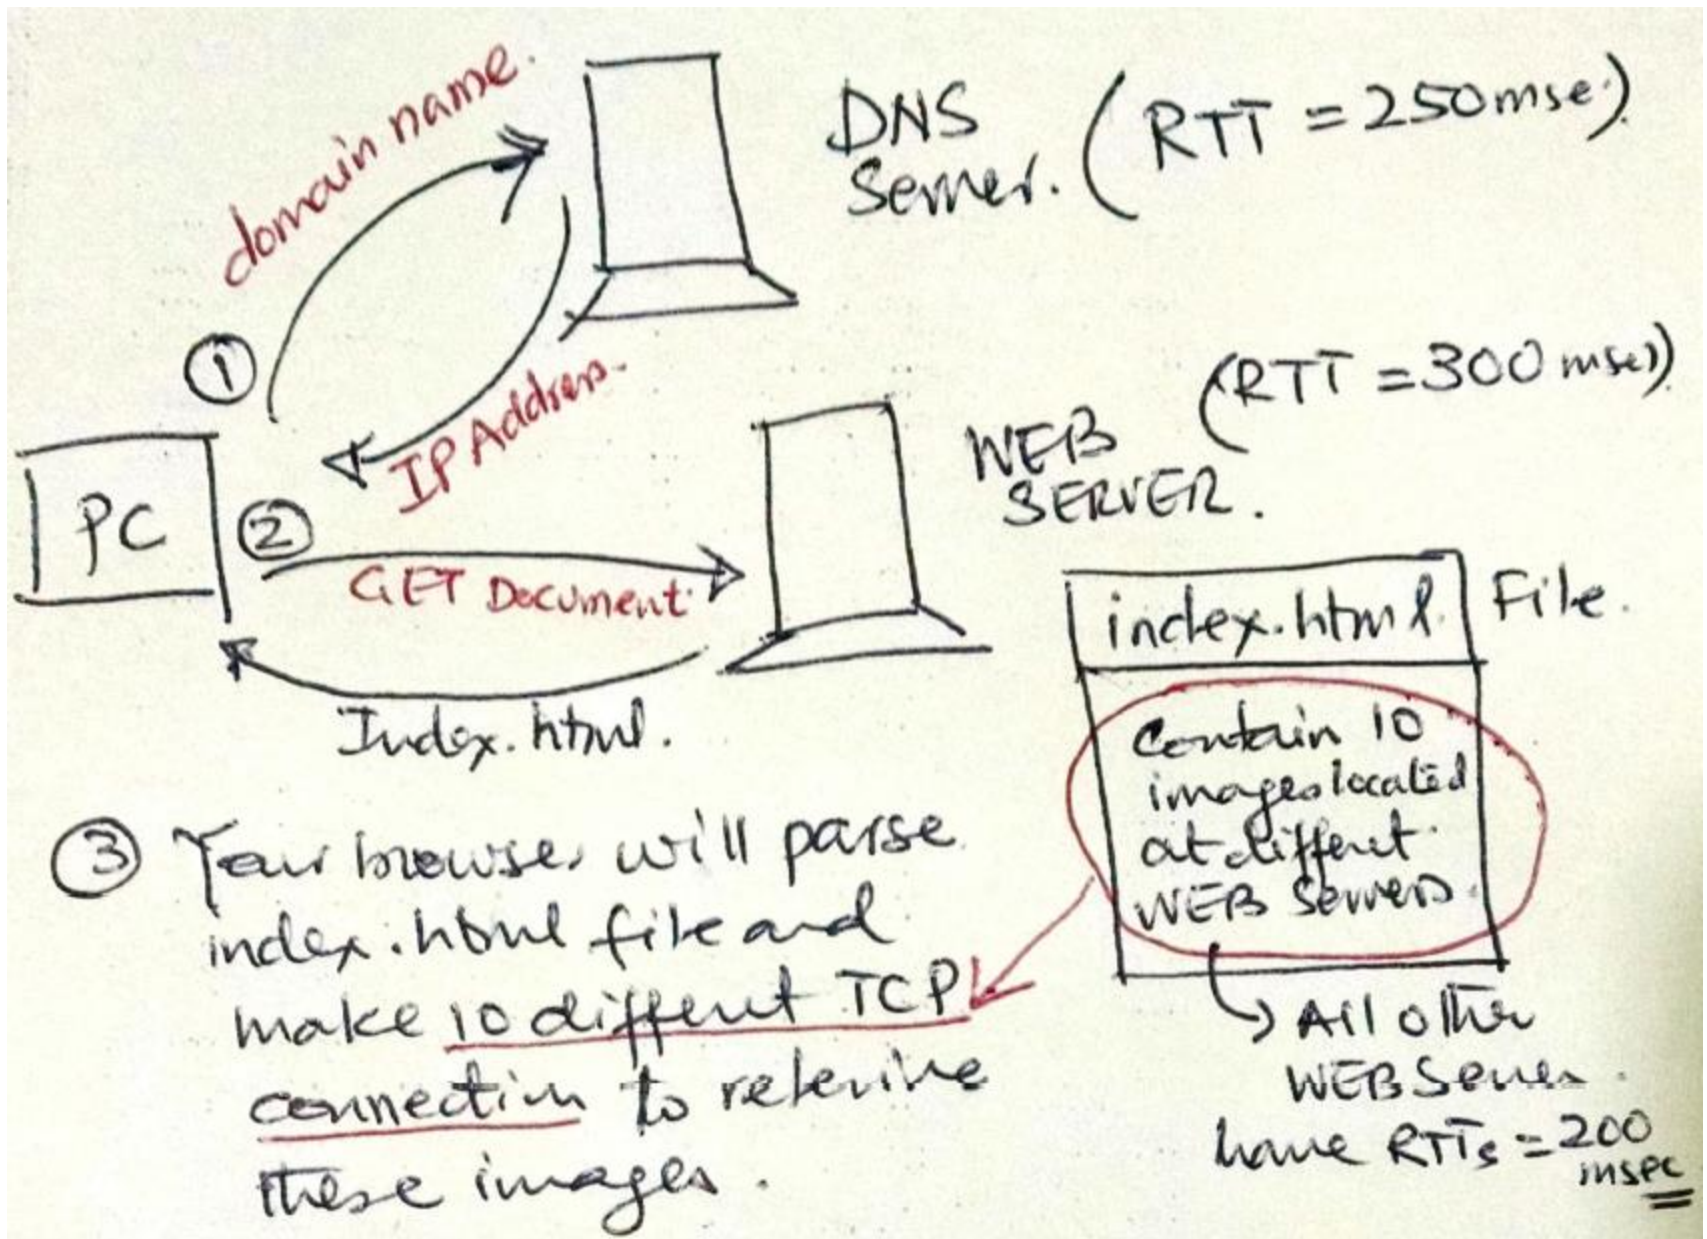 domain name.
DNS
Server.
(RTT = 250 msec)
①
IP Address.
(RTT = 300 msec)
WEB
SERVER.
PC
②
GET Document.
index.html.
File.
Index.html.
Contain 10
images located
at different
WEB Servers.
③ Your browser will parse
index.html file and
make 10 different TCP
connection to reterive
these images.
All other
WEB Server
have RTTs = 200
msec